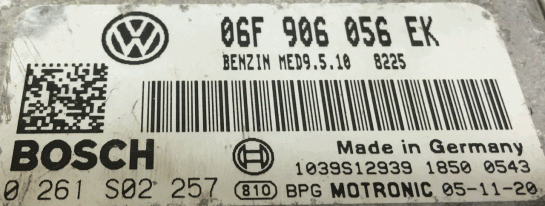 06F 906 056 EK
BENZIN MED9.5.10 8225
BOSCH
Made in Germany
1039S12939 1850 0543
0 261 S02 257 810 BPG MOTRONIC 05-11-20